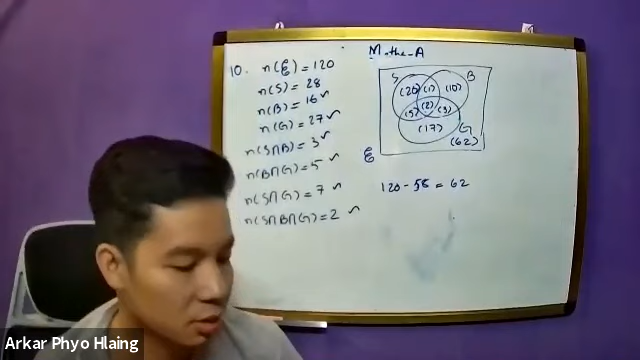 Maths-A
10. n(ℰ) = 120
n(S) = 28
n(B) = 16 ✓
n(G) = 27 ✓
n(S∩B) = 3 ✓
n(B∩G) = 5 ✓
n(S∩G) = 7 ✓
n(S∩B∩G) = 2 ✓
S B
(20) (1) (10)
(2)
(5) (3)
(17) G
(62)
ℰ
120 - 58 = 62
Arkar Phyo Hlaing